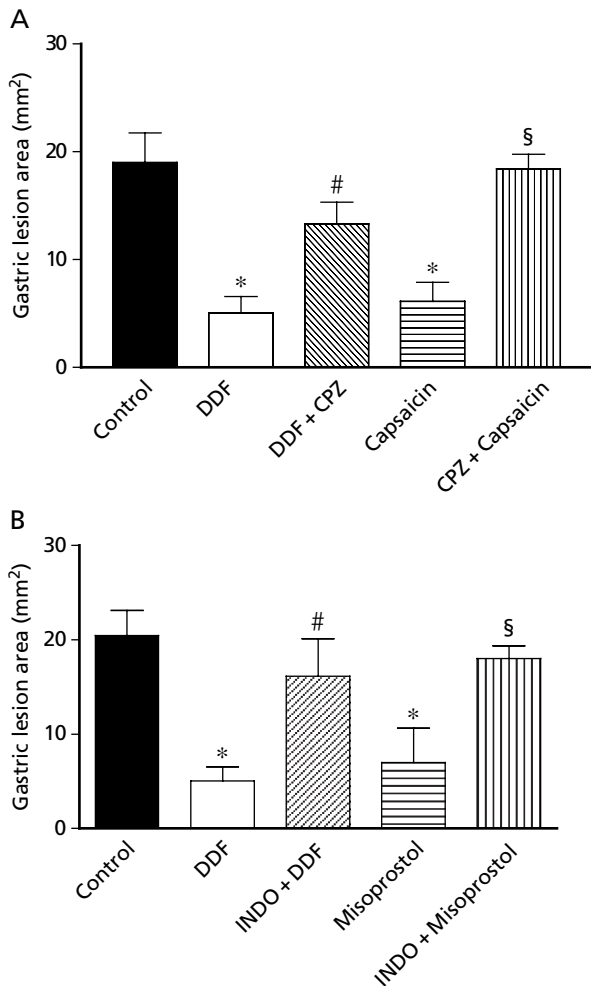 A
Gastric lesion area (mm²)
30
20
10
0
*
#
*
§
Control
DDF
DDF + CPZ
Capsaicin
CPZ + Capsaicin
B
Gastric lesion area (mm²)
30
20
10
0
*
#
*
§
Control
DDF
INDO + DDF
Misoprostol
INDO + Misoprostol